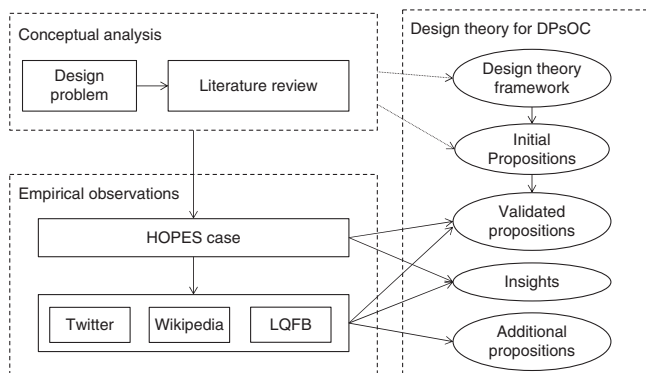 Conceptual analysis
Design
problem
Literature review
Empirical observations
HOPES case
Twitter
Wikipedia
LQFB
Design theory for DPsOC
Design theory
framework
Initial
Propositions
Validated
propositions
Insights
Additional
propositions